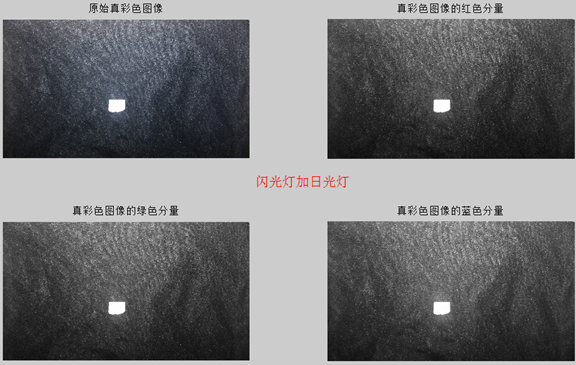 原始真彩色图像
真彩色图像的红色分量
闪光灯加日光灯
真彩色图像的绿色分量
真彩色图像的蓝色分量